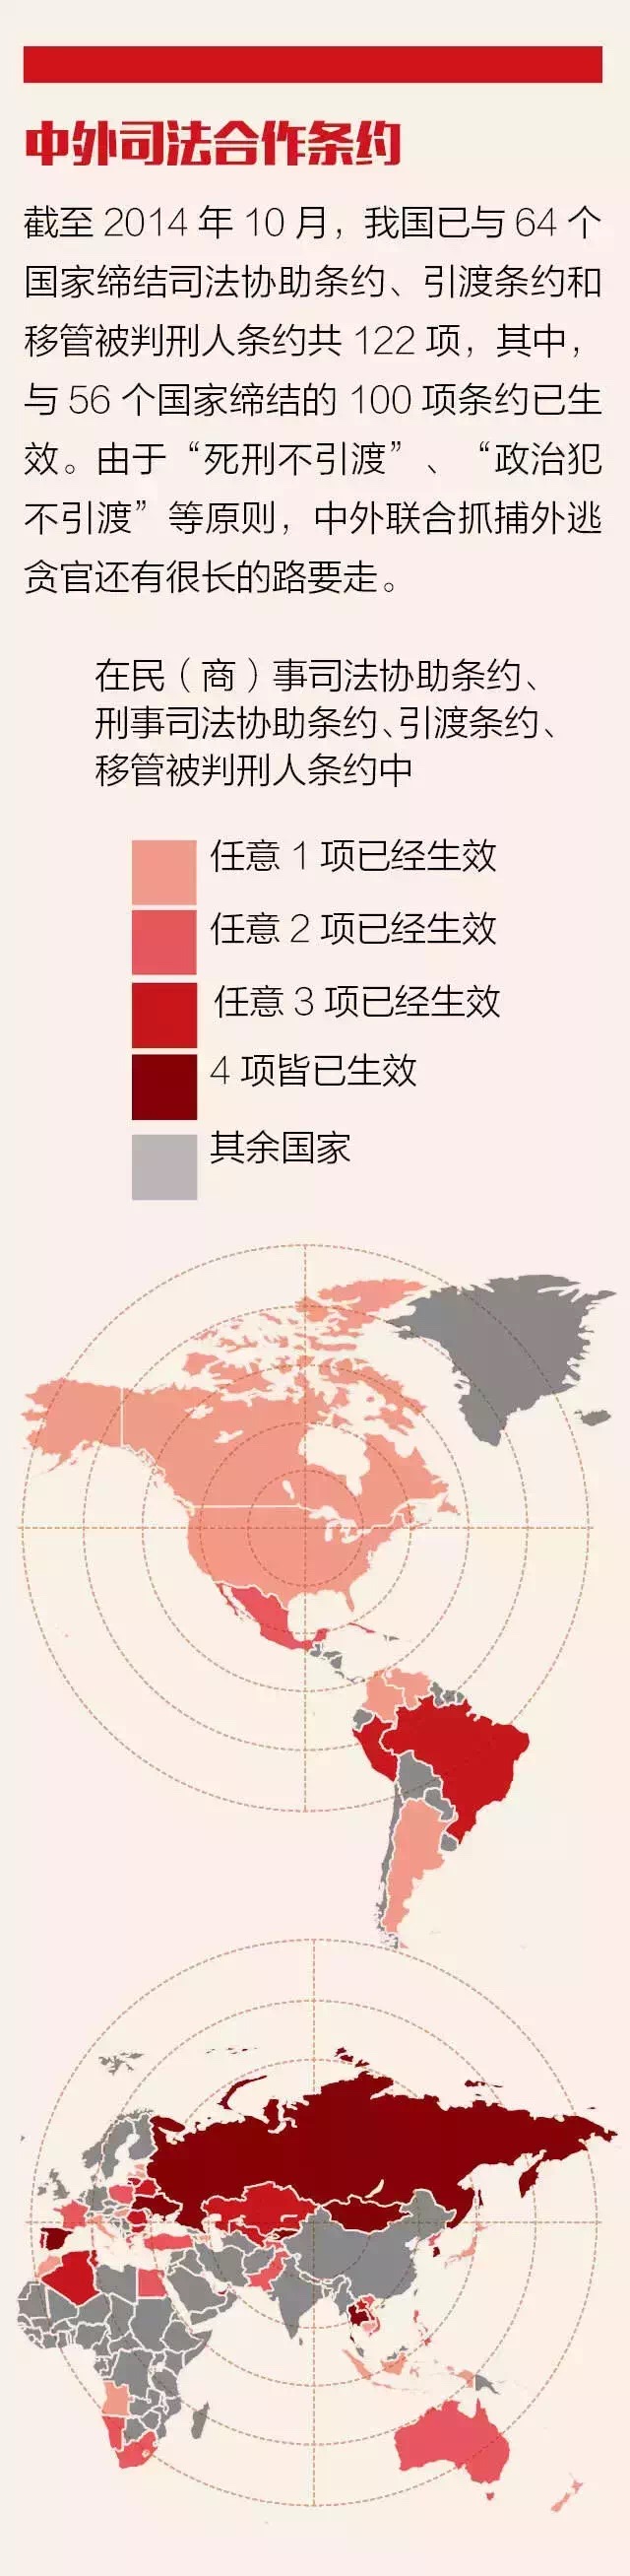 中外司法合作条约
截至 2014 年 10 月，我国已与 64 个
国家缔结司法协助条约、引渡条约和
移管被判刑人条约共 122 项，其中，
与 56 个国家缔结的 100 项条约已生
效。由于“死刑不引渡”、“政治犯
不引渡”等原则，中外联合抓捕外逃
贪官还有很长的路要走。
在民（商）事司法协助条约、
刑事司法协助条约、引渡条约、
移管被判刑人条约中
任意 1 项已经生效
任意 2 项已经生效
任意 3 项已经生效
4 项皆已生效
其余国家